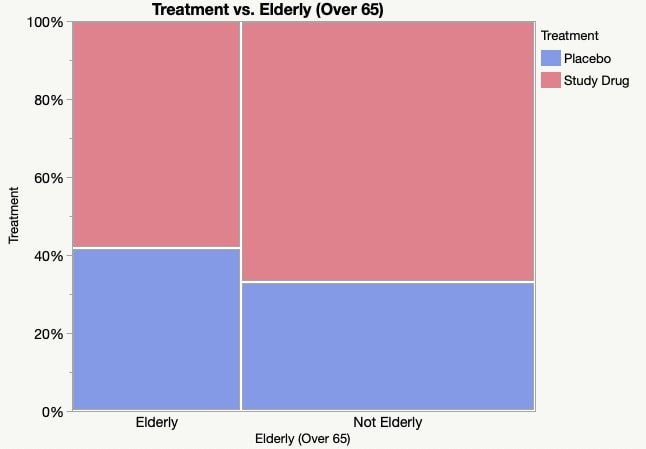 Treatment vs. Elderly (Over 65)
100%
80%
60%
40%
20%
0%
Treatment
Elderly
Not Elderly
Elderly (Over 65)
Treatment
Placebo
Study Drug